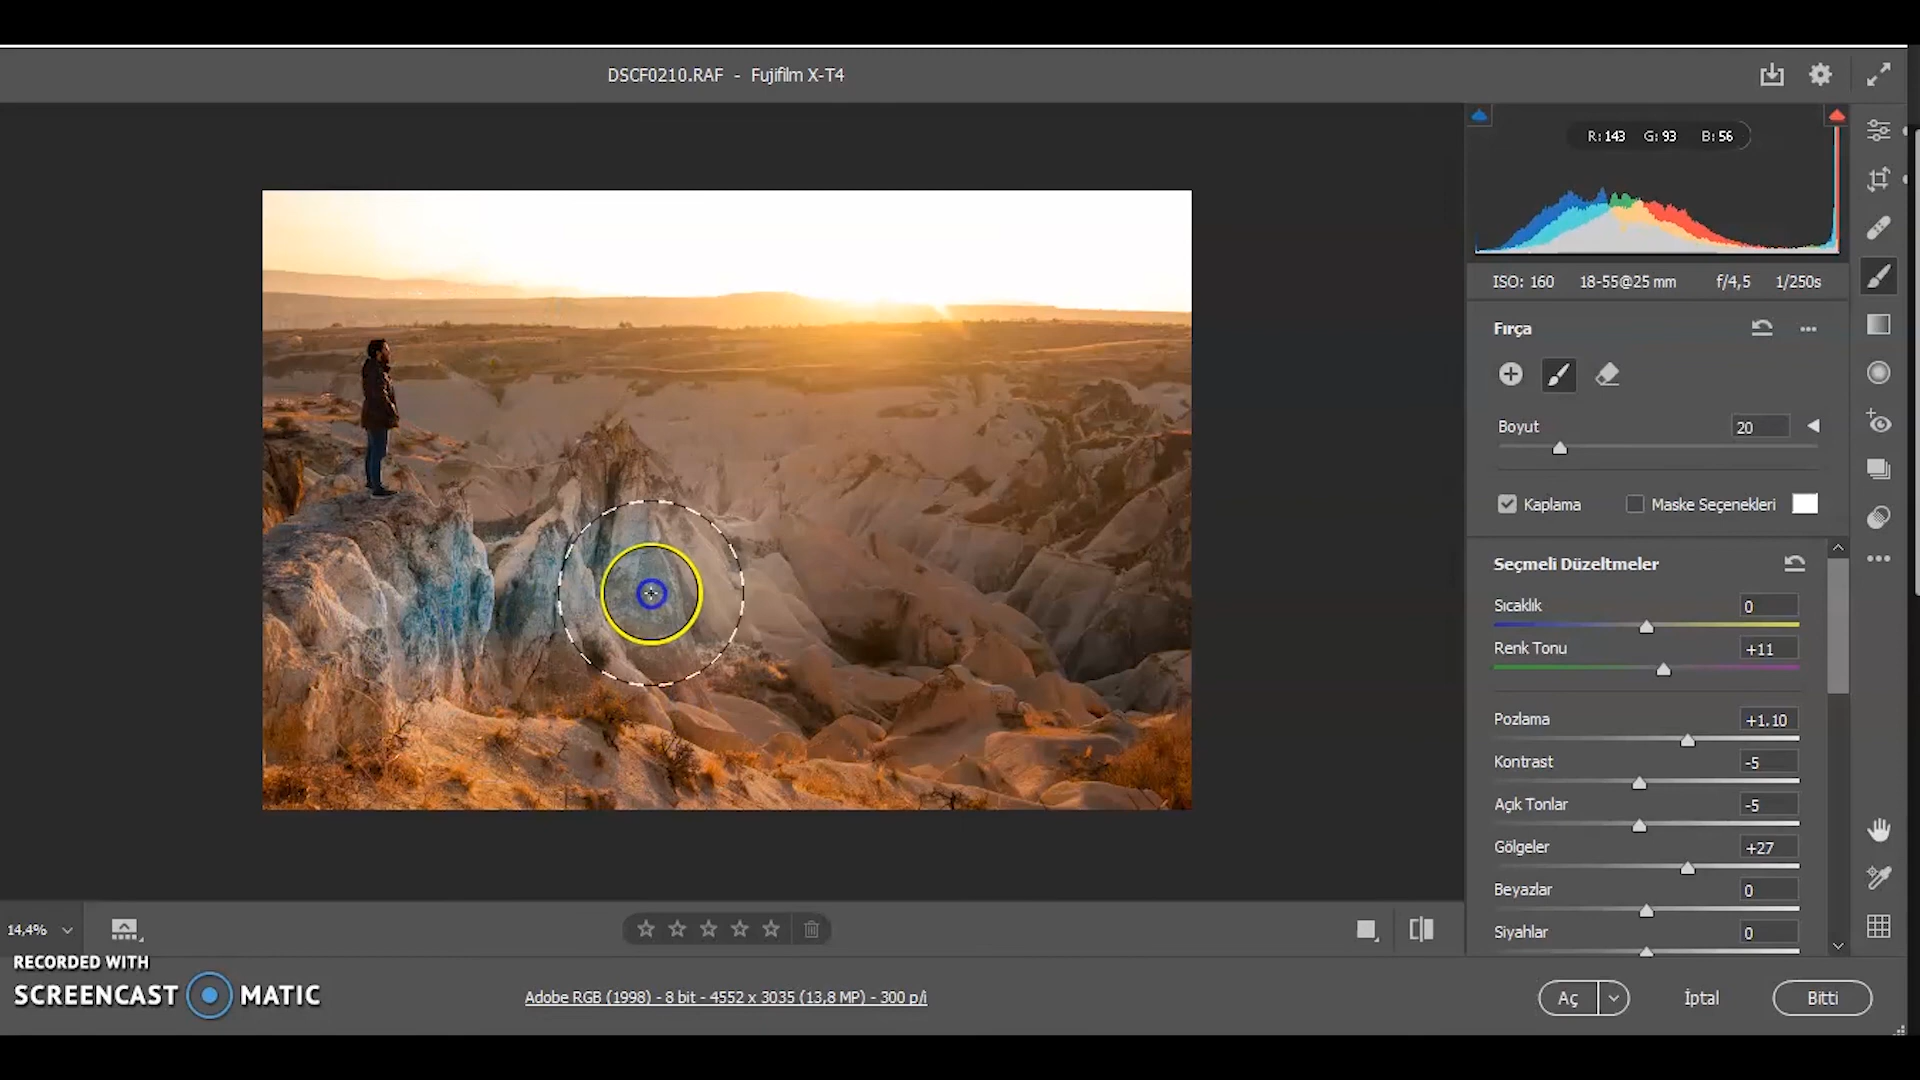 DSCF0210.RAF - Fujifilm X-T4
R: 143 G: 93 B: 56
ISO: 160 18-55@25 mm f/4,5 1/250s
Fırça
Boyut 20
Kaplama Maske Seçenekleri
Seçmeli Düzeltmeler
Sıcaklık 0
Renk Tonu +11
Pozlama +1.10
Kontrast -5
Açık Tonlar -5
Gölgeler +27
Beyazlar 0
Siyahlar 0
14,4%
RECORDED WITH
SCREENCAST MATIC
Adobe RGB (1998) - 8 bit - 4552 x 3035 (13,8 MP) - 300 p/i
Aç İptal Bitti